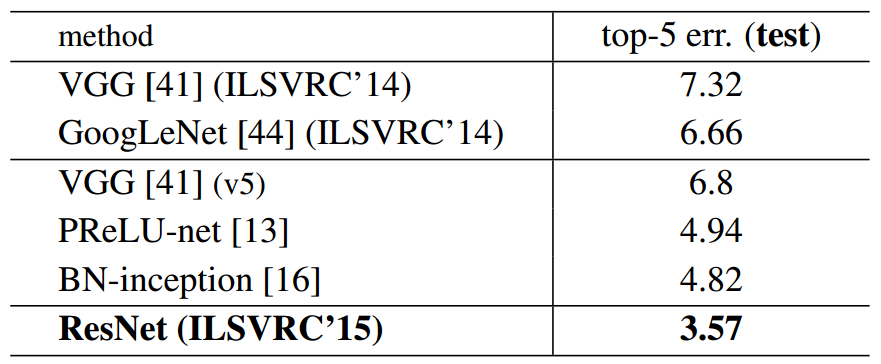 method top-5 err. (test)
VGG [41] (ILSVRC’14) 7.32
GoogLeNet [44] (ILSVRC’14) 6.66
VGG [41] (v5) 6.8
PReLU-net [13] 4.94
BN-inception [16] 4.82
ResNet (ILSVRC’15) 3.57